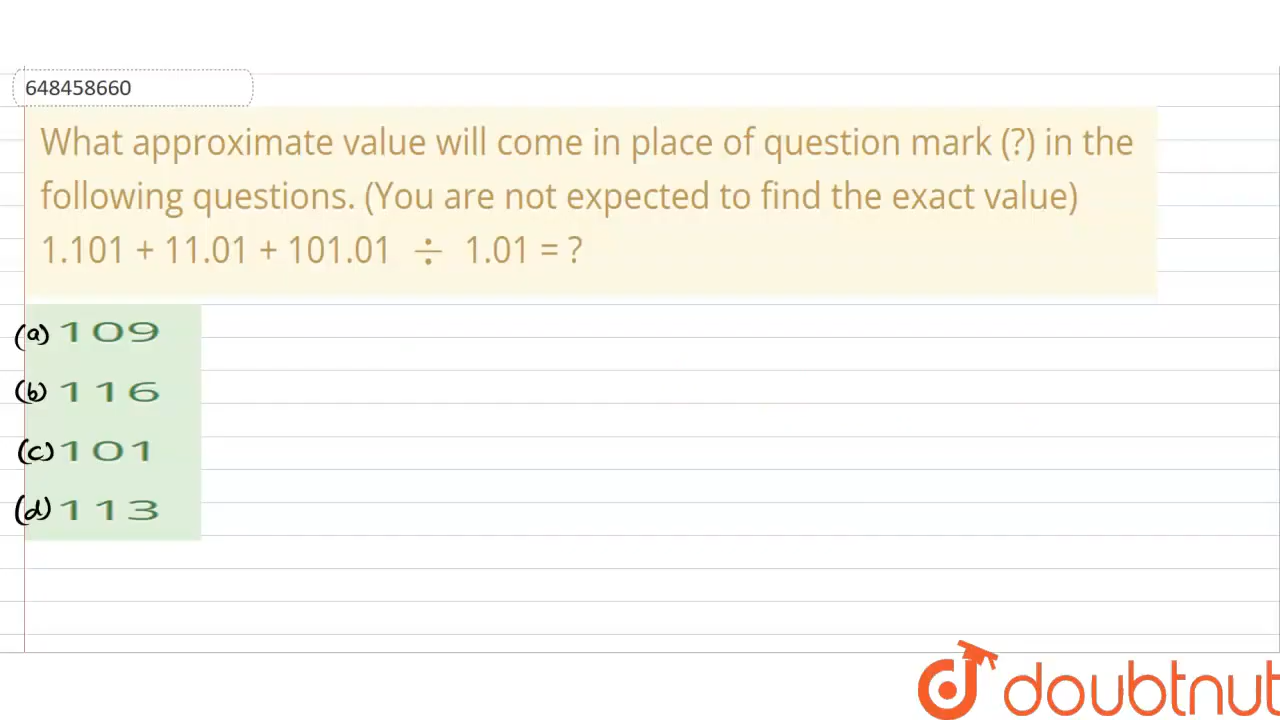 648458660
What approximate value will come in place of question mark (?) in the
following questions. (You are not expected to find the exact value)
1.101 + 11.01 + 101.01 ÷ 1.01 = ?
(a) 109
(b) 116
(c) 101
(d) 113
doubtnut